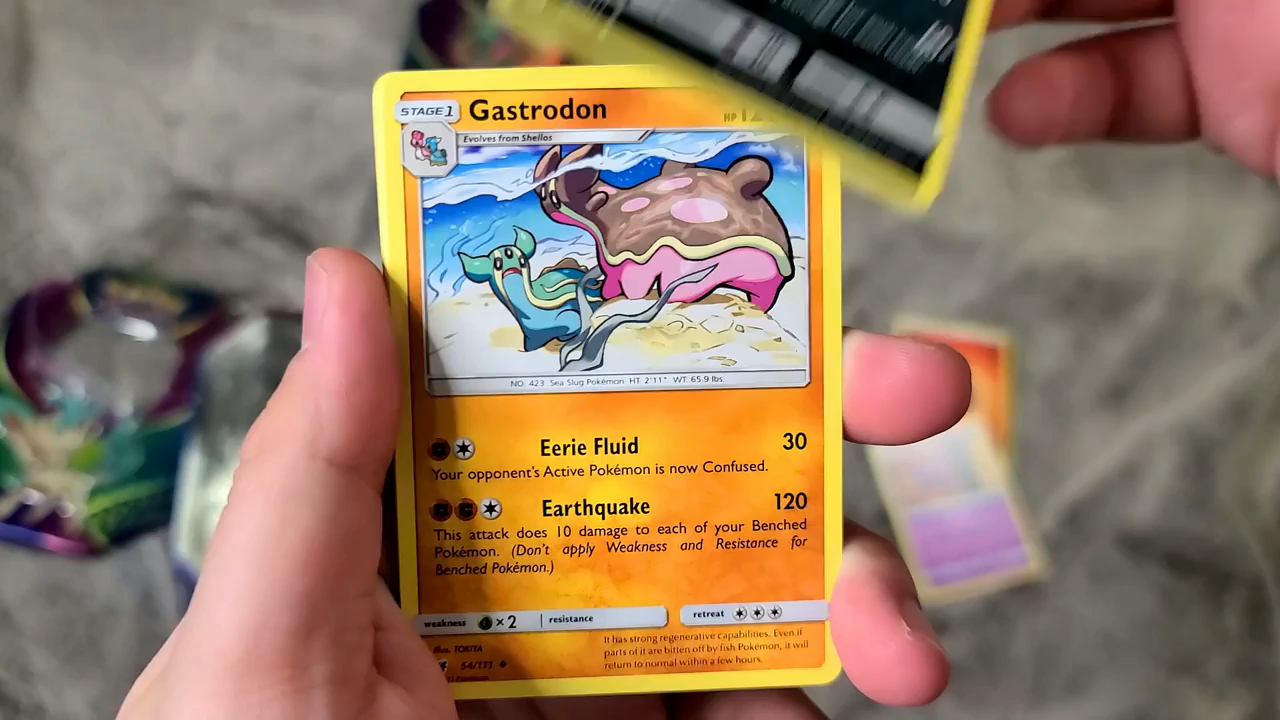 STAGE 1 Gastrodon HP
Evolves from Shellos
NO. 423 Sea Slug Pokémon HT: 2'11" WT: 65.9 lbs.
Eerie Fluid 30
Your opponent's Active Pokémon is now Confused.
Earthquake 120
This attack does 10 damage to each of your Benched
Pokémon. (Don't apply Weakness and Resistance for
Benched Pokémon.)
weakness ×2 resistance retreat
It has strong regenerative capabilities. Even if
parts of it are bitten off by fish Pokémon, it will
return to normal within a few hours.
Illus. TOKIYA
54/111